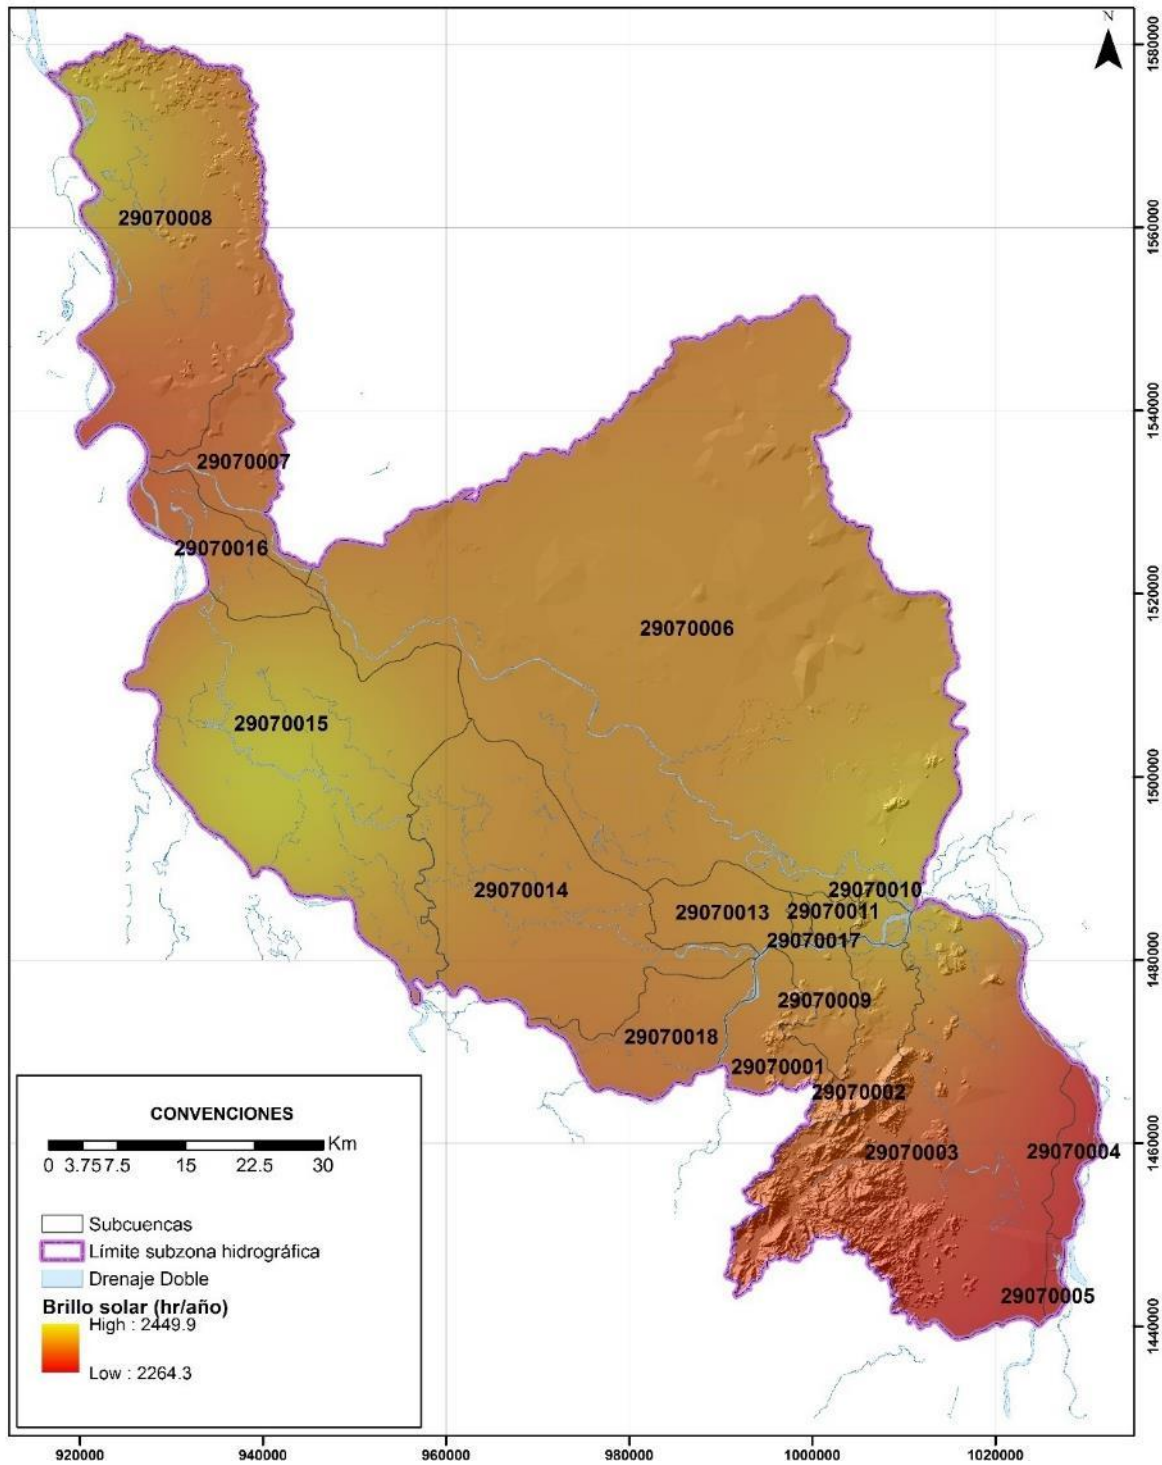 N
1580000
29070008
1560000
1540000
29070007
29070016
1520000
29070006
29070015
1500000
29070014
29070010
29070013
29070011
29070017
1480000
29070009
29070018
29070001
29070002
29070003
29070004
1460000
29070005
1440000
CONVENCIONES
Km
0 3.75 7.5 15 22.5 30
Subcuencas
Límite subzona hidrográfica
Drenaje Doble
Brillo solar (hr/año)
High : 2449.9
Low : 2264.3
920000 940000 960000 980000 1000000 1020000